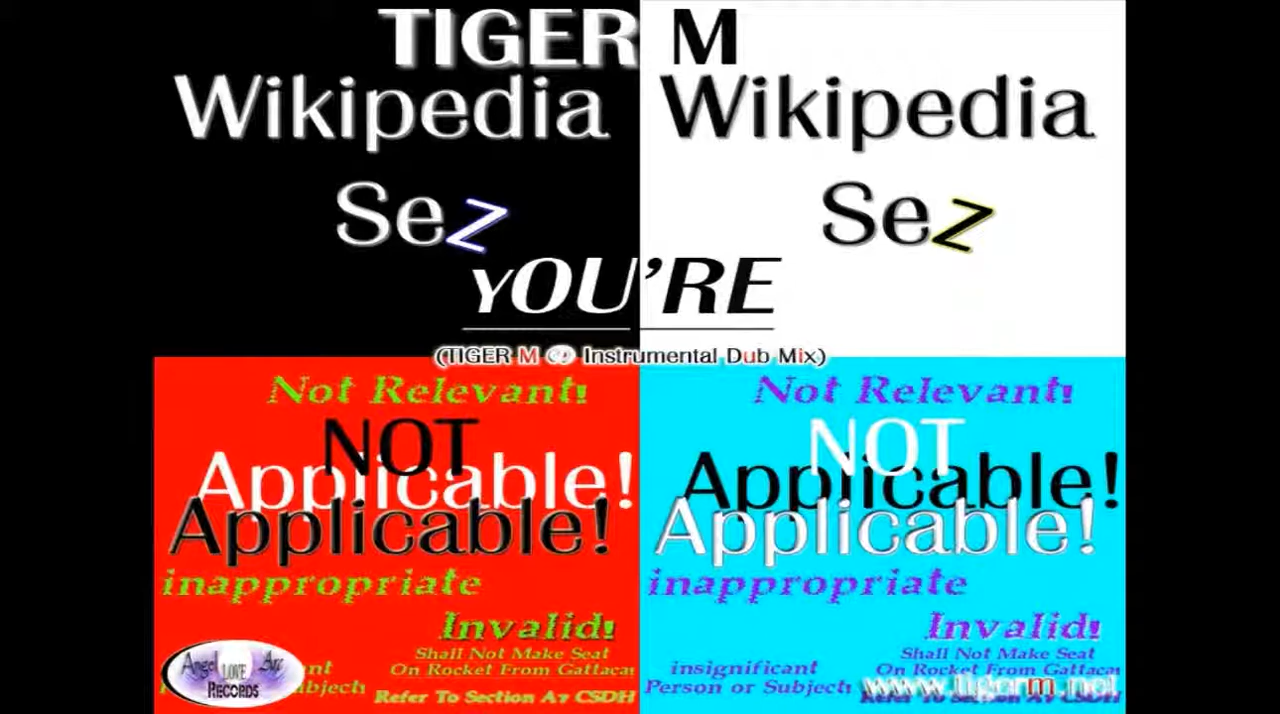 TIGER M
Wikipedia Wikipedia
Sez Sez
YOU'RE
(TIGER M @ Instrumental Dub Mix)
Not Relevant! Not Relevant!
NOT NOT
Applicable! Applicable!
Applicable! Applicable!
inappropriate inappropriate
Invalid! Invalid!
Shall Not Make Seat Shall Not Make Seat
On Rocket From Gattaca On Rocket From Gattaca
insignificant
Person or Subject
Refer To Section Av CSDH
Angel LOVE Arc
RECORDS
www.tigerm.net